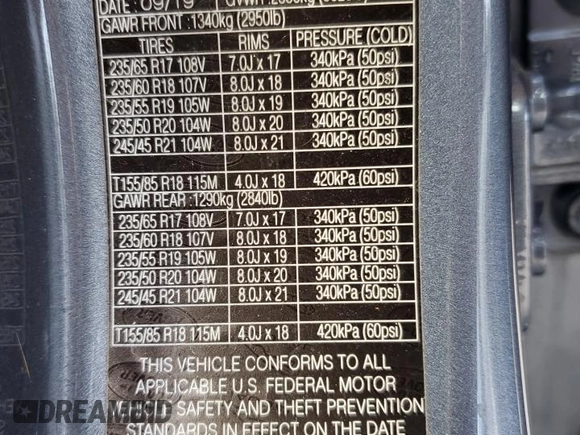 DATE: 09/19
GAWR FRONT: 1340kg (2950lb)
TIRES RIMS PRESSURE (COLD)
235/65 R17 108V 7.0J x 17 340kPa (50psi)
235/60 R18 107V 8.0J x 18 340kPa (50psi)
235/55 R19 105W 8.0J x 19 340kPa (50psi)
235/50 R20 104W 8.0J x 20 340kPa (50psi)
245/45 R21 104W 8.0J x 21 340kPa (50psi)
T155/85 R18 115M 4.0J x 18 420kPa (60psi)
GAWR REAR: 1290kg (2840lb)
235/65 R17 108V 7.0J x 17 340kPa (50psi)
235/60 R18 107V 8.0J x 18 340kPa (50psi)
235/55 R19 105W 8.0J x 19 340kPa (50psi)
235/50 R20 104W 8.0J x 20 340kPa (50psi)
245/45 R21 104W 8.0J x 21 340kPa (50psi)
T155/85 R18 115M 4.0J x 18 420kPa (60psi)
THIS VEHICLE CONFORMS TO ALL
APPLICABLE U.S. FEDERAL MOTOR
SAFETY AND THEFT PREVENTION
STANDARDS IN EFFECT ON THE DATE
DREAMBID